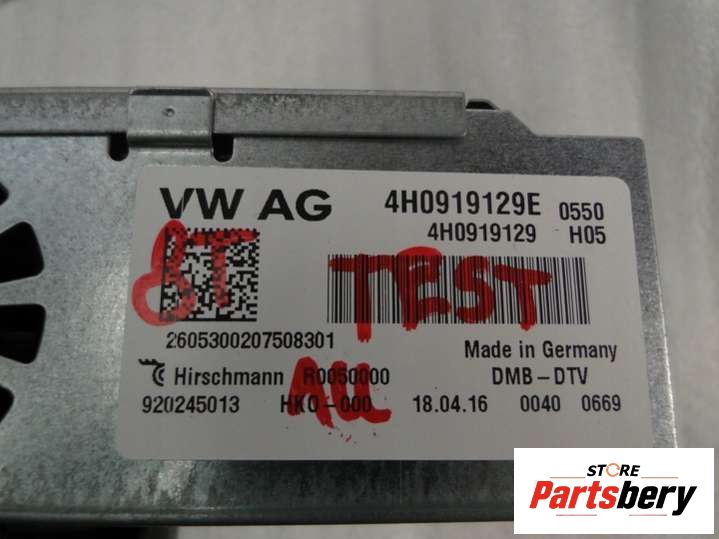 VW AG 4H0919129E 0550
4H0919129 H05
8T TEST
2605300207508301
Made in Germany
Hirschmann R0050000 DMB-DTV
ALL
920245013 HKO-000 18.04.16 0040 0669
STORE
Partsbery